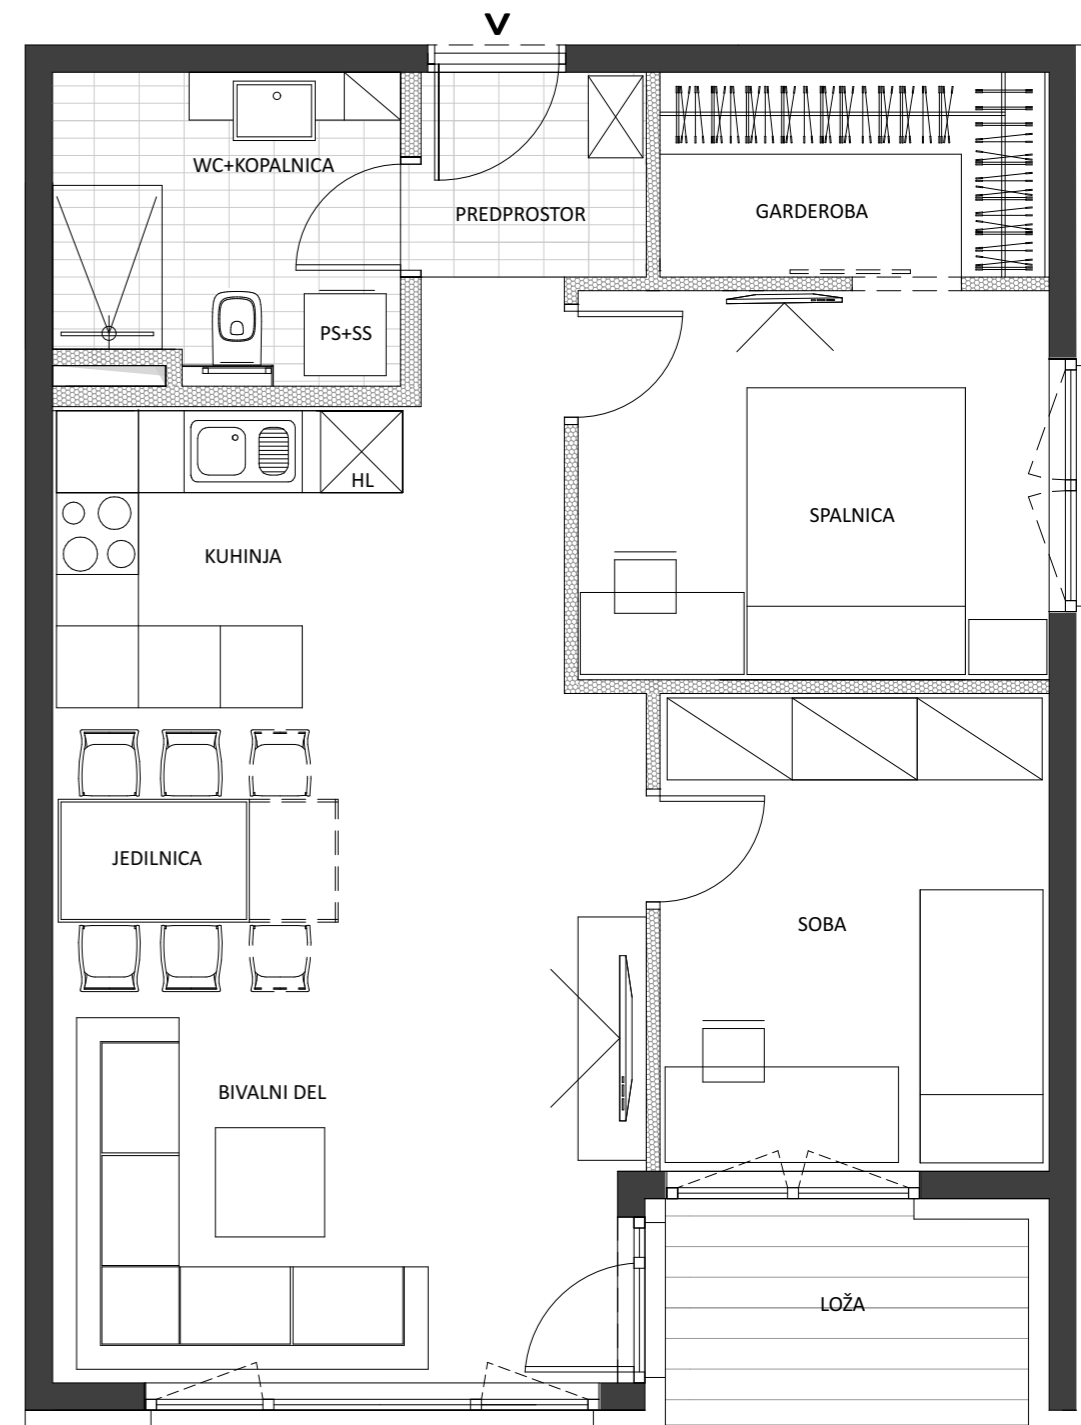 WC+KOPALNICA
PREDPROSTOR
GARDEROBA
PS+SS
HL
KUHINJA
SPALNICA
JEDILNICA
SOBA
BIVALNI DEL
LOŽA